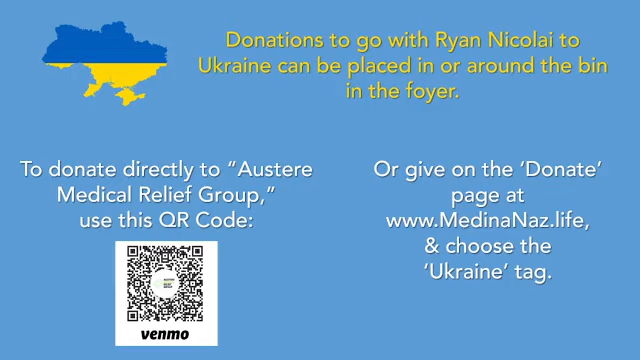 Donations to go with Ryan Nicolai to
Ukraine can be placed in or around the bin
in the foyer.
To donate directly to “Austere
Medical Relief Group,”
use this QR Code:
venmo
Or give on the ‘Donate’
page at
www.MedinaNaz.life,
& choose the
‘Ukraine’ tag.